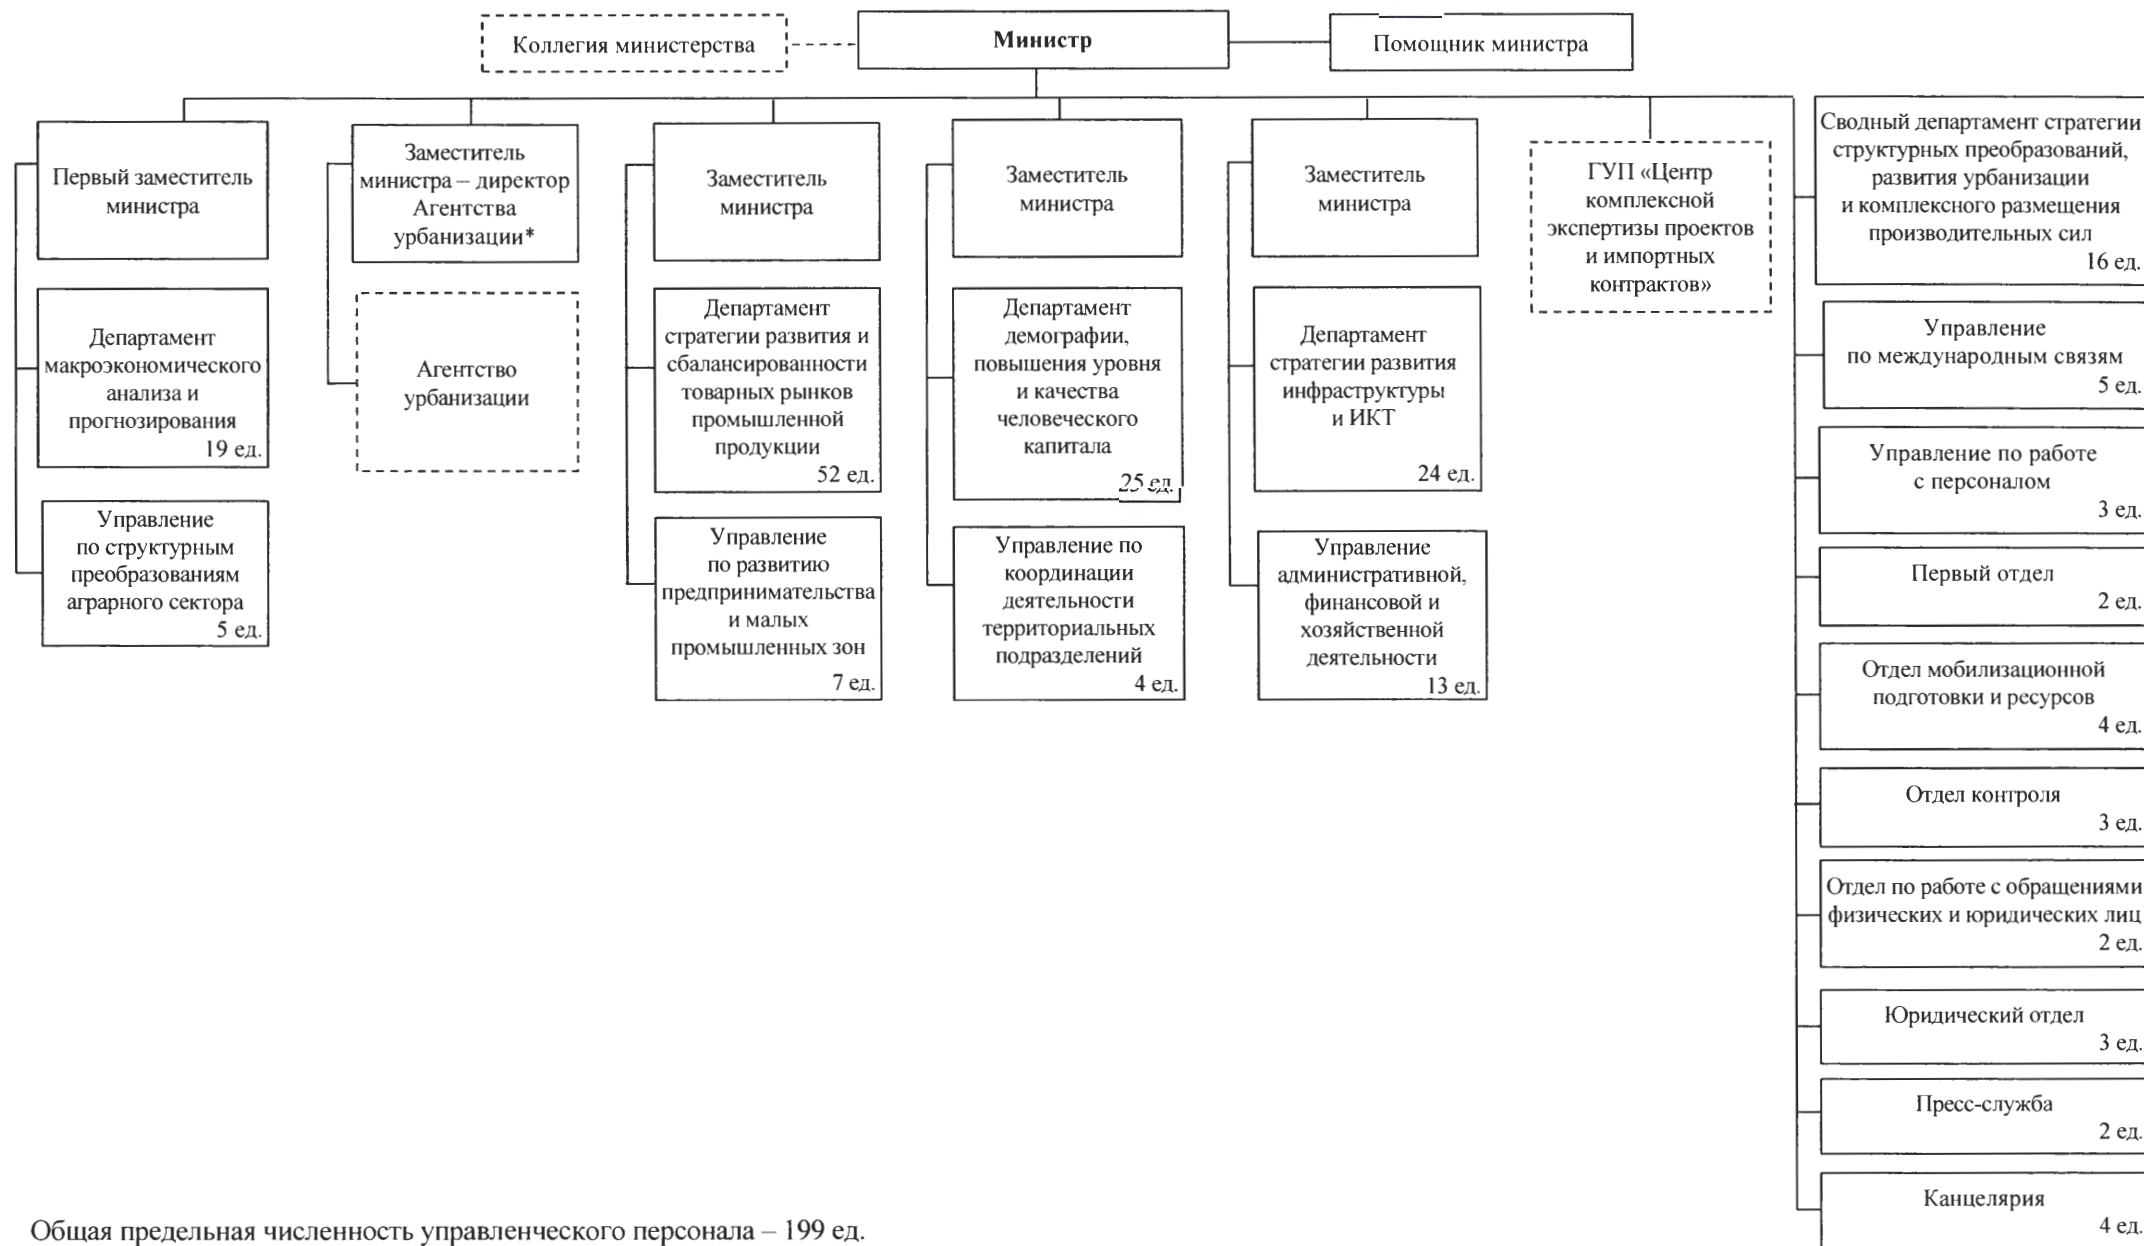 Коллегия министерства
Министр
Помощник министра
Первый заместитель
министра
Департамент
макроэкономического
анализа и
прогнозирования
19 ед.
Управление
по структурным
преобразованиям
аграрного сектора
5 ед.
Заместитель
министра – директор
Агентства
урбанизации*
Агентство
урбанизации
Заместитель
министра
Департамент
стратегии развития и
сбалансированности
товарных рынков
промышленной
продукции
52 ед.
Управление
по развитию
предпринимательства
и малых
промышленных зон
7 ед.
Заместитель
министра
Департамент
демографии,
повышения уровня
и качества
человеческого
капитала
25 ед.
Управление по
координации
деятельности
территориальных
подразделений
4 ед.
Заместитель
министра
Департамент
стратегии развития
инфраструктуры
и ИКТ
24 ед.
Управление
административной,
финансовой и
хозяйственной
деятельности
13 ед.
ГУП «Центр
комплексной
экспертизы проектов
и импортных
контрактов»
Сводный департамент стратегии
структурных преобразований,
развития урбанизации
и комплексного размещения
производительных сил
16 ед.
Управление
по международным связям
5 ед.
Управление по работе
с персоналом
3 ед.
Первый отдел
2 ед.
Отдел мобилизационной
подготовки и ресурсов
4 ед.
Отдел контроля
3 ед.
Отдел по работе с обращениями
физических и юридических лиц
2 ед.
Юридический отдел
3 ед.
Пресс-служба
2 ед.
Канцелярия
4 ед.
Общая предельная численность управленческого персонала – 199 ед.